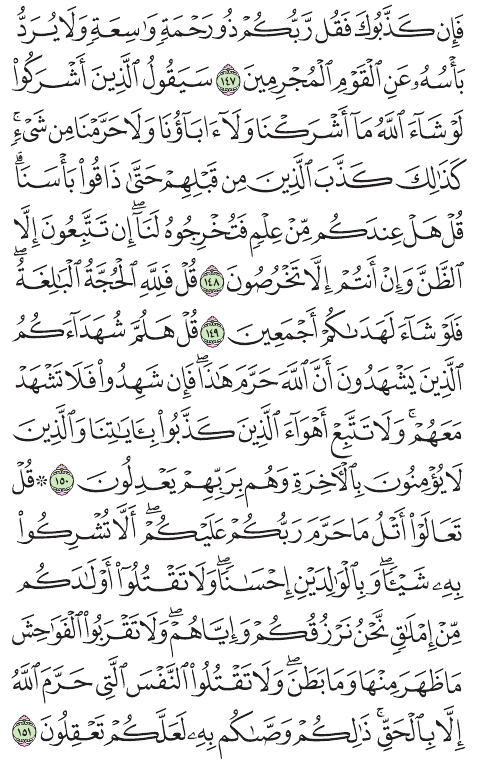 فَإِن كَذَّبُوكَ فَقُل رَّبُّكُمْ ذُو رَحْمَةٍ وَٰسِعَةٍ وَلَا يُرَدُّ
بَأْسُهُۥ عَنِ ٱلْقَوْمِ ٱلْمُجْرِمِينَ ١٤٧ سَيَقُولُ ٱلَّذِينَ أَشْرَكُوا۟
لَوْ شَآءَ ٱللَّهُ مَآ أَشْرَكْنَا وَلَآ ءَابَآؤُنَا وَلَا حَرَّمْنَا مِن شَىْءٍ ۚ
كَذَٰلِكَ كَذَّبَ ٱلَّذِينَ مِن قَبْلِهِمْ حَتَّىٰ ذَاقُوا۟ بَأْسَنَا ۗ
قُلْ هَلْ عِندَكُم مِّنْ عِلْمٍ فَتُخْرِجُوهُ لَنَآ ۖ إِن تَتَّبِعُونَ إِلَّا
ٱلظَّنَّ وَإِنْ أَنتُمْ إِلَّا تَخْرُصُونَ ١٤٨ قُلْ فَلِلَّهِ ٱلْحُجَّةُ ٱلْبَٰلِغَةُ ۖ
فَلَوْ شَآءَ لَهَدَىٰكُمْ أَجْمَعِينَ ١٤٩ قُلْ هَلُمَّ شُهَدَآءَكُمُ
ٱلَّذِينَ يَشْهَدُونَ أَنَّ ٱللَّهَ حَرَّمَ هَٰذَا ۖ فَإِن شَهِدُوا۟ فَلَا تَشْهَدْ
مَعَهُمْ ۚ وَلَا تَتَّبِعْ أَهْوَآءَ ٱلَّذِينَ كَذَّبُوا۟ بِـَٔايَٰتِنَا وَٱلَّذِينَ
لَا يُؤْمِنُونَ بِٱلْـَٔاخِرَةِ وَهُم بِرَبِّهِمْ يَعْدِلُونَ ١٥٠ ۞ قُلْ
تَعَالَوْا۟ أَتْلُ مَا حَرَّمَ رَبُّكُمْ عَلَيْكُمْ ۖ أَلَّا تُشْرِكُوا۟
بِهِۦ شَيْـًٔا ۖ وَبِٱلْوَٰلِدَيْنِ إِحْسَٰنًا ۖ وَلَا تَقْتُلُوٓا۟ أَوْلَٰدَكُم
مِّنْ إِمْلَٰقٍ ۖ نَّحْنُ نَرْزُقُكُمْ وَإِيَّاهُمْ ۖ وَلَا تَقْرَبُوا۟ ٱلْفَوَٰحِشَ
مَا ظَهَرَ مِنْهَا وَمَا بَطَنَ ۖ وَلَا تَقْتُلُوا۟ ٱلنَّفْسَ ٱلَّتِى حَرَّمَ ٱللَّهُ
إِلَّا بِٱلْحَقِّ ۚ ذَٰلِكُمْ وَصَّىٰكُم بِهِۦ لَعَلَّكُمْ تَعْقِلُونَ ١٥١